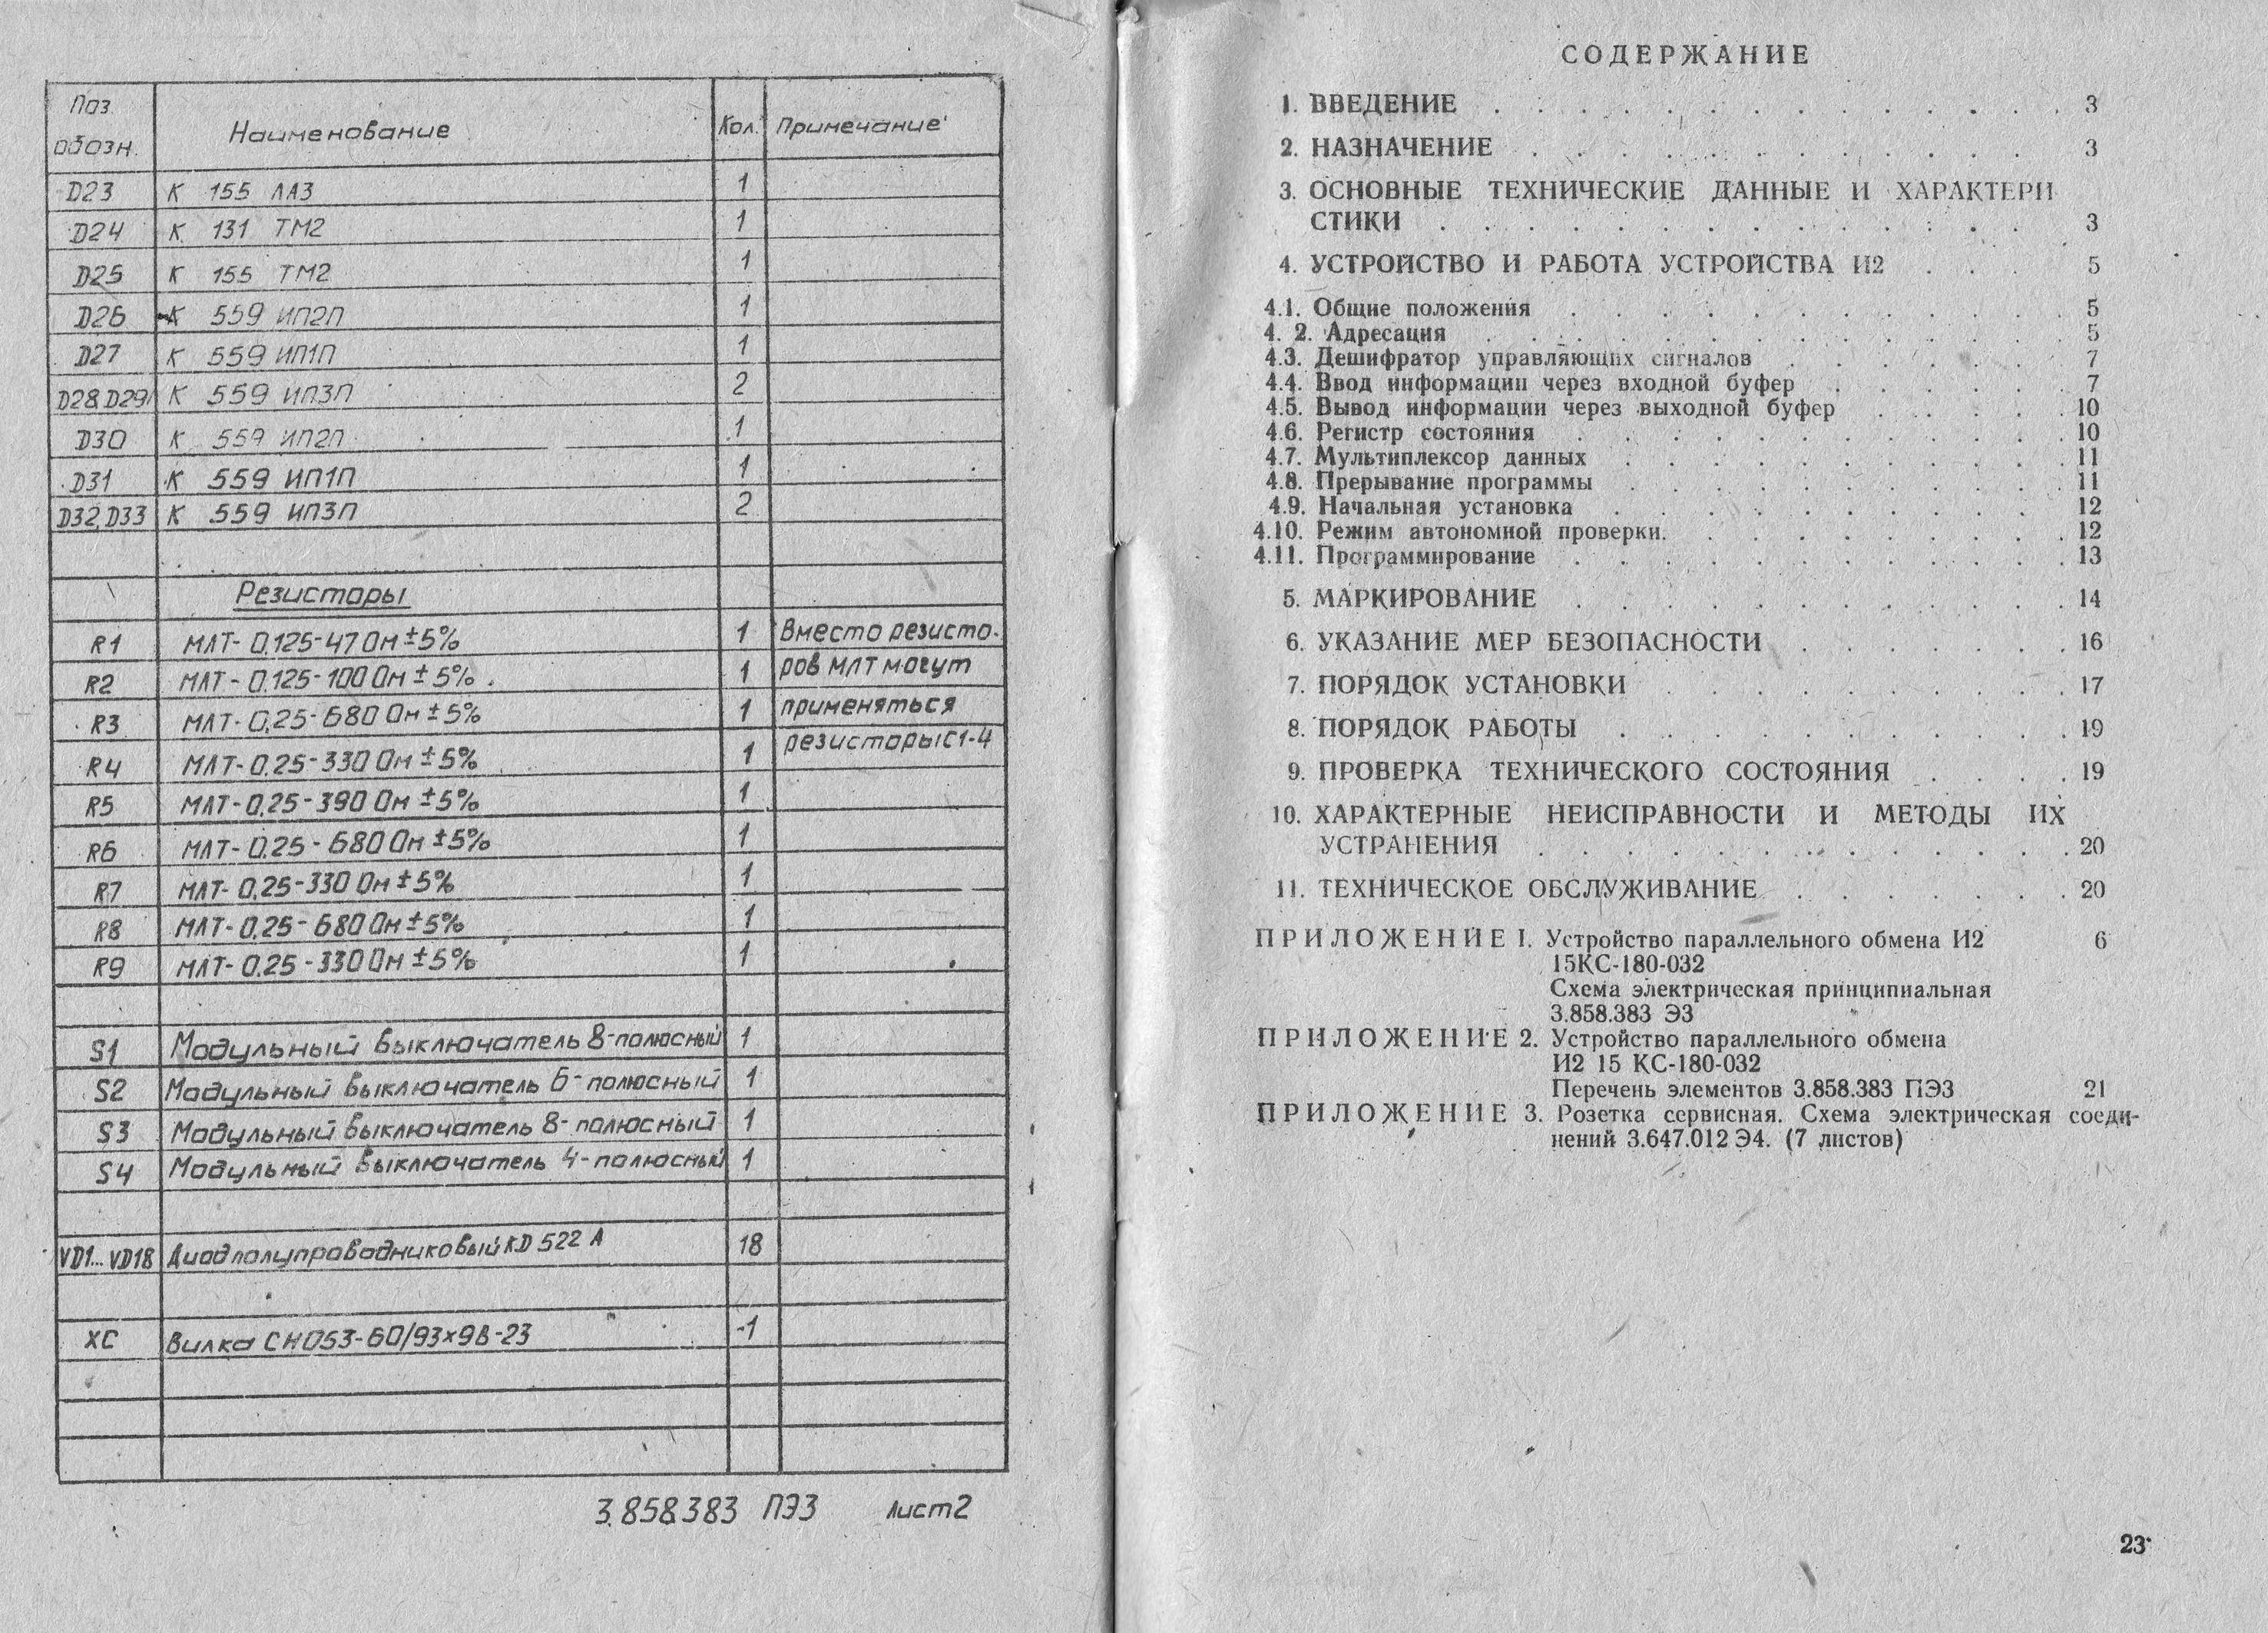 Поз. обозн. Наименование Кол. Примечание
D23 К 155 ЛА3 1
D24 К 131 ТМ2 1
D25 К 155 ТМ2 1
D26 К 559 ИП2П 1
D27 К 559 ИП1П 1
D28,D29 К 559 ИП3П 2
D30 К 559 ИП2П 1
D31 К 559 ИП1П 1
D32,D33 К 559 ИП3П 2
Резисторы
R1 МЛТ-0,125-47 Ом ±5% 1 Вместо резисто-
R2 МЛТ-0,125-100 Ом ±5% 1 ров МЛТ могут
R3 МЛТ-0,25-680 Ом ±5% 1 применяться
R4 МЛТ-0,25-330 Ом ±5% 1 резисторы С1-4
R5 МЛТ-0,25-390 Ом ±5% 1
R6 МЛТ-0,25-680 Ом ±5% 1
R7 МЛТ-0,25-330 Ом ±5% 1
R8 МЛТ-0,25-680 Ом ±5% 1
R9 МЛТ-0,25-330 Ом ±5% 1
S1 Модульный выключатель 8-полюсный 1
S2 Модульный выключатель 6-полюсный 1
S3 Модульный выключатель 8-полюсный 1
S4 Модульный выключатель 4-полюсный 1
VD1...VD18 Диод полупроводниковый КD 522 А 18
ХС Вилка СНО53-60/93х9В-23 1
3.858.383 ПЭ3 Лист 2
СОДЕРЖАНИЕ
1. ВВЕДЕНИЕ . . . . . . . . . . . . . . 3
2. НАЗНАЧЕНИЕ . . . . . . . . . . . . 3
3. ОСНОВНЫЕ ТЕХНИЧЕСКИЕ ДАННЫЕ И ХАРАКТЕРИ
СТИКИ . . . . . . . . . . . . . . 3
4. УСТРОЙСТВО И РАБОТА УСТРОЙСТВА И2 . . . 5
4.1. Общие положения . . . . . . . . . . . . 5
4. 2. Адресация . . . . . . . . . . . . . . 5
4.3. Дешифратор управляющих сигналов . . . . . . . 7
4.4. Ввод информации через входной буфер . . . . . . 7
4.5. Вывод информации через выходной буфер . . . . . 10
4.6. Регистр состояния . . . . . . . . . . . . 10
4.7. Мультиплексор данных . . . . . . . . . . . 11
4.8. Прерывание программы . . . . . . . . . . . 11
4.9. Начальная установка . . . . . . . . . . . 12
4.10. Режим автономной проверки. . . . . . . . . . 12
4.11. Программирование . . . . . . . . . . . . 13
5. МАРКИРОВАНИЕ . . . . . . . . . . . . 14
6. УКАЗАНИЕ МЕР БЕЗОПАСНОСТИ . . . . . . 16
7. ПОРЯДОК УСТАНОВКИ . . . . . . . . . . 17
8. ПОРЯДОК РАБОТЫ . . . . . . . . . . . 19
9. ПРОВЕРКА ТЕХНИЧЕСКОГО СОСТОЯНИЯ . . . . 19
10. ХАРАКТЕРНЫЕ НЕИСПРАВНОСТИ И МЕТОДЫ ИХ
УСТРАНЕНИЯ . . . . . . . . . . . . 20
11. ТЕХНИЧЕСКОЕ ОБСЛУЖИВАНИЕ . . . . . . . 20
ПРИЛОЖЕНИЕ 1. Устройство параллельного обмена И2 6
15КС-180-032
Схема электрическая принципиальная
3.858.383 Э3
ПРИЛОЖЕНИЕ 2. Устройство параллельного обмена
И2 15 КС-180-032
Перечень элементов 3.858.383 ПЭ3 21
ПРИЛОЖЕНИЕ 3. Розетка сервисная. Схема электрическая соеди-
нений 3.647.012 Э4. (7 листов)
23